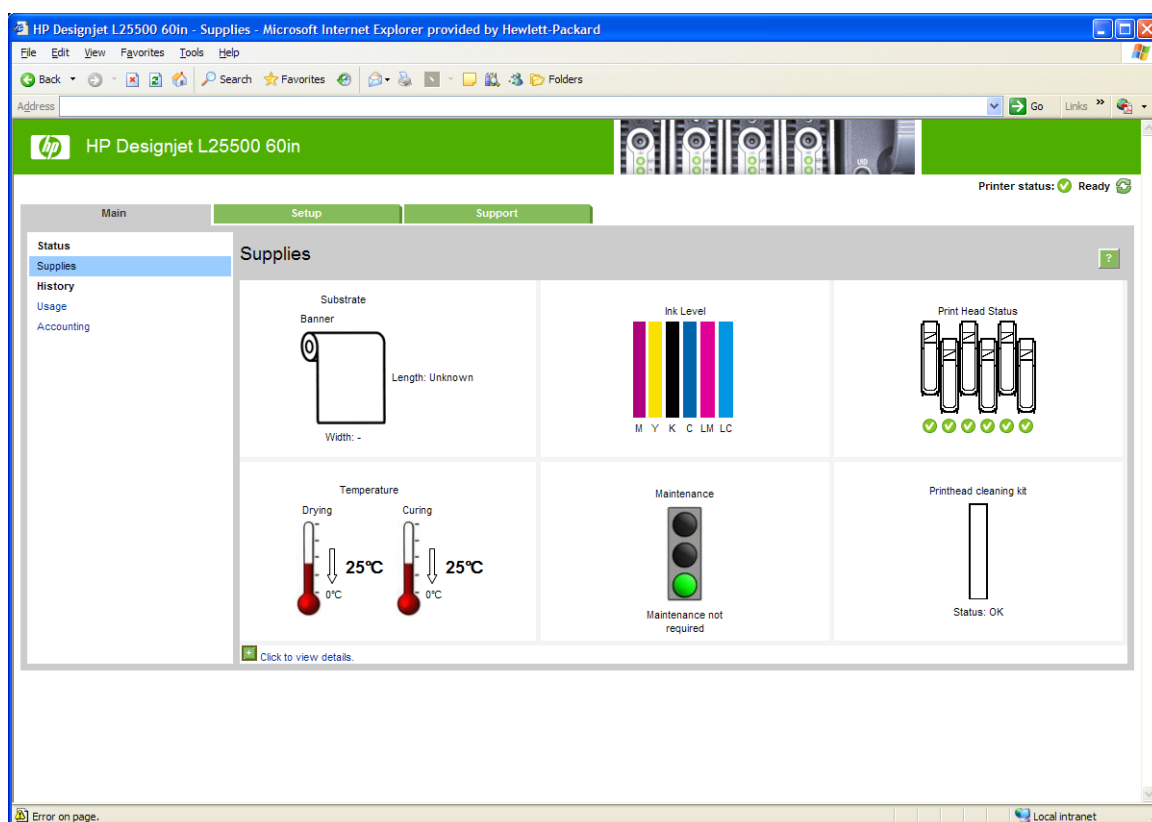 HP Designjet L25500 60in - Supplies - Microsoft Internet Explorer provided by Hewlett-Packard
File Edit View Favorites Tools Help
Back Search Favorites Folders
Address Go Links »
hp HP Designjet L25500 60in
UID
Printer status: Ready
Main Setup Support
Status
Supplies
History
Usage
Accounting
Supplies
?
Substrate
Banner
Length: Unknown
Width: -
Ink Level
M Y K C LM LC
Print Head Status
Temperature
Drying Curing
25°C 25°C
0°C 0°C
Maintenance
Maintenance not
required
Printhead cleaning kit
Status: OK
Click to view details.
Error on page. Local intranet